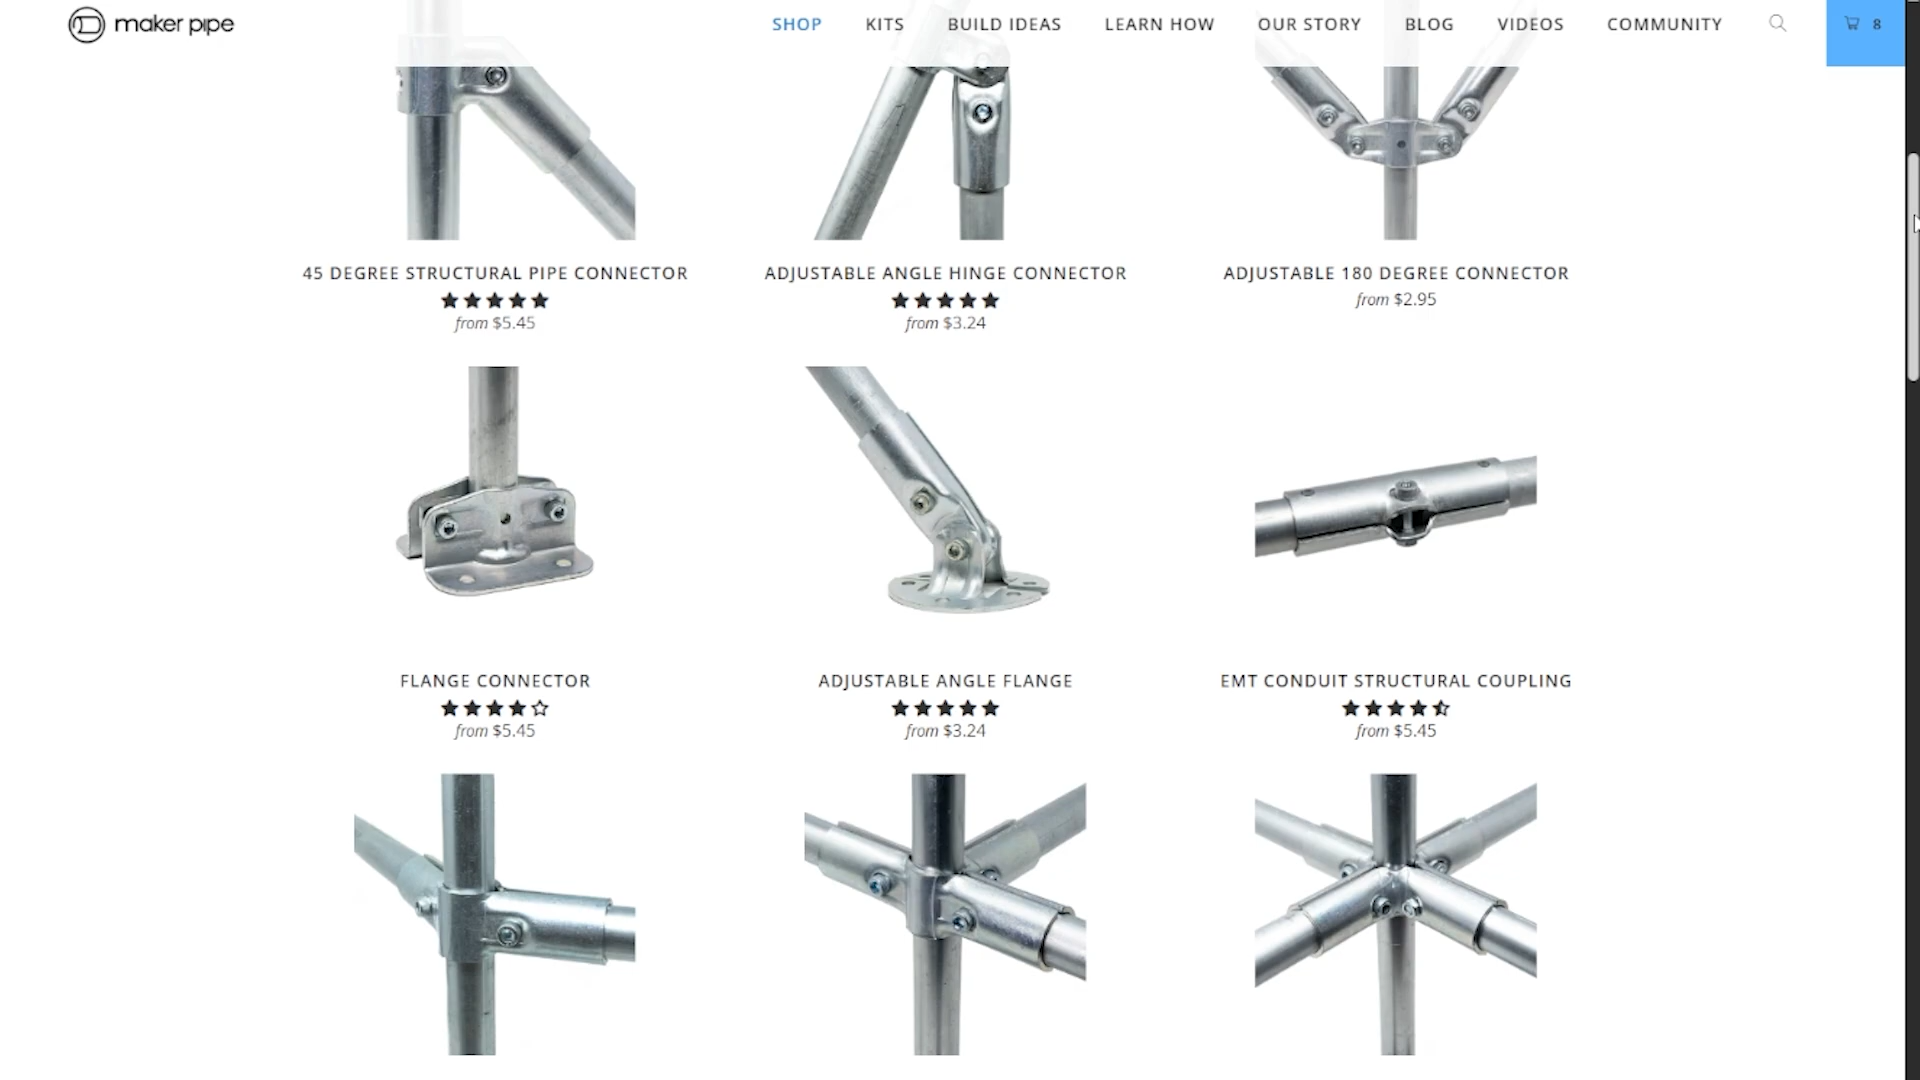 maker pipe
SHOP KITS BUILD IDEAS LEARN HOW OUR STORY BLOG VIDEOS COMMUNITY 8
45 DEGREE STRUCTURAL PIPE CONNECTOR
from $5.45
ADJUSTABLE ANGLE HINGE CONNECTOR
from $3.24
ADJUSTABLE 180 DEGREE CONNECTOR
from $2.95
FLANGE CONNECTOR
from $5.45
ADJUSTABLE ANGLE FLANGE
from $3.24
EMT CONDUIT STRUCTURAL COUPLING
from $5.45